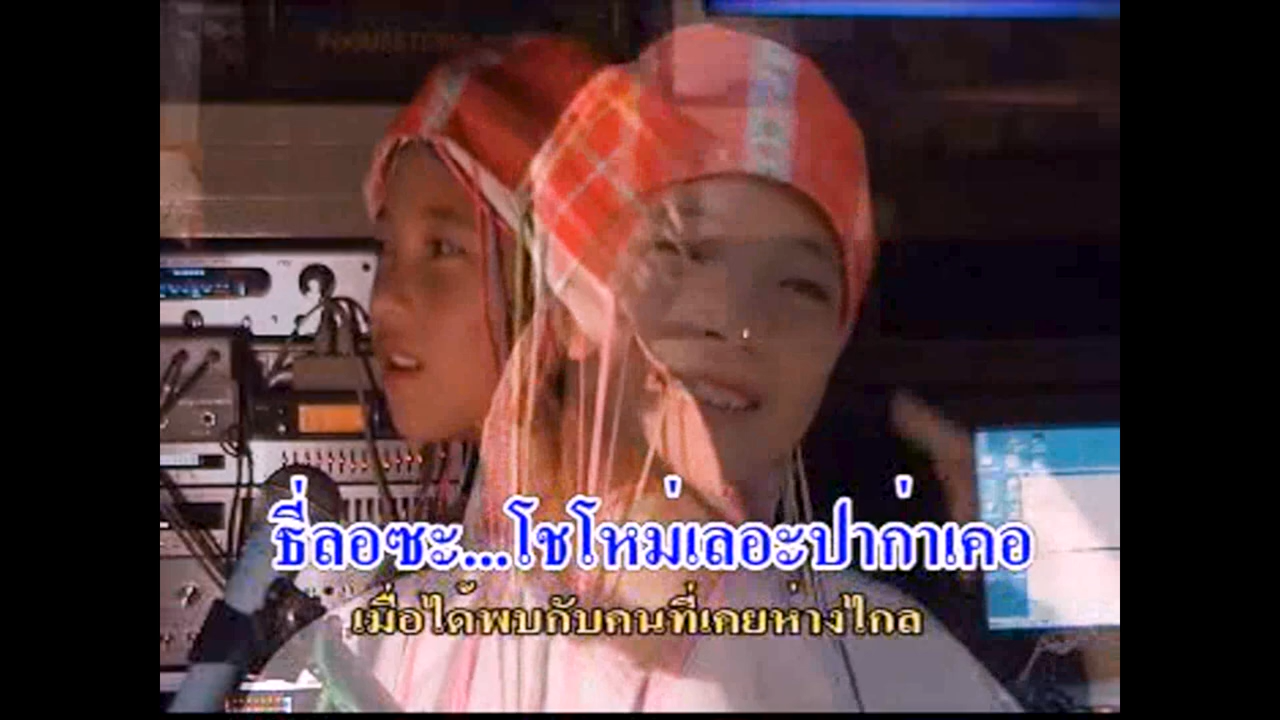 ธี่ลอซะ...โชโหม่เลอะปาก่าเคอ
เมื่อได้พบกับคนที่เคยห่างไกล